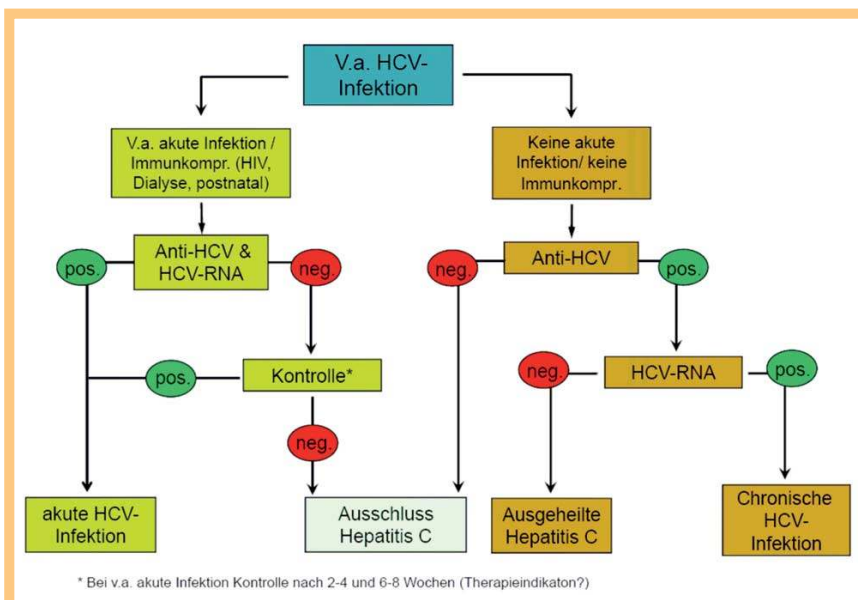 V.a. HCV-
Infektion
V.a. akute Infektion /
Immunkompr. (HIV,
Dialyse, postnatal)
Keine akute
Infektion/ keine
Immunkompr.
pos.
Anti-HCV &
HCV-RNA
neg.
neg.
Anti-HCV
pos.
pos.
Kontrolle*
neg.
HCV-RNA
pos.
neg.
akute HCV-
Infektion
Ausschluss
Hepatitis C
Ausgeheilte
Hepatitis C
Chronische
HCV-
Infektion
* Bei v.a. akute Infektion Kontrolle nach 2-4 und 6-8 Wochen (Therapieindikaton?)